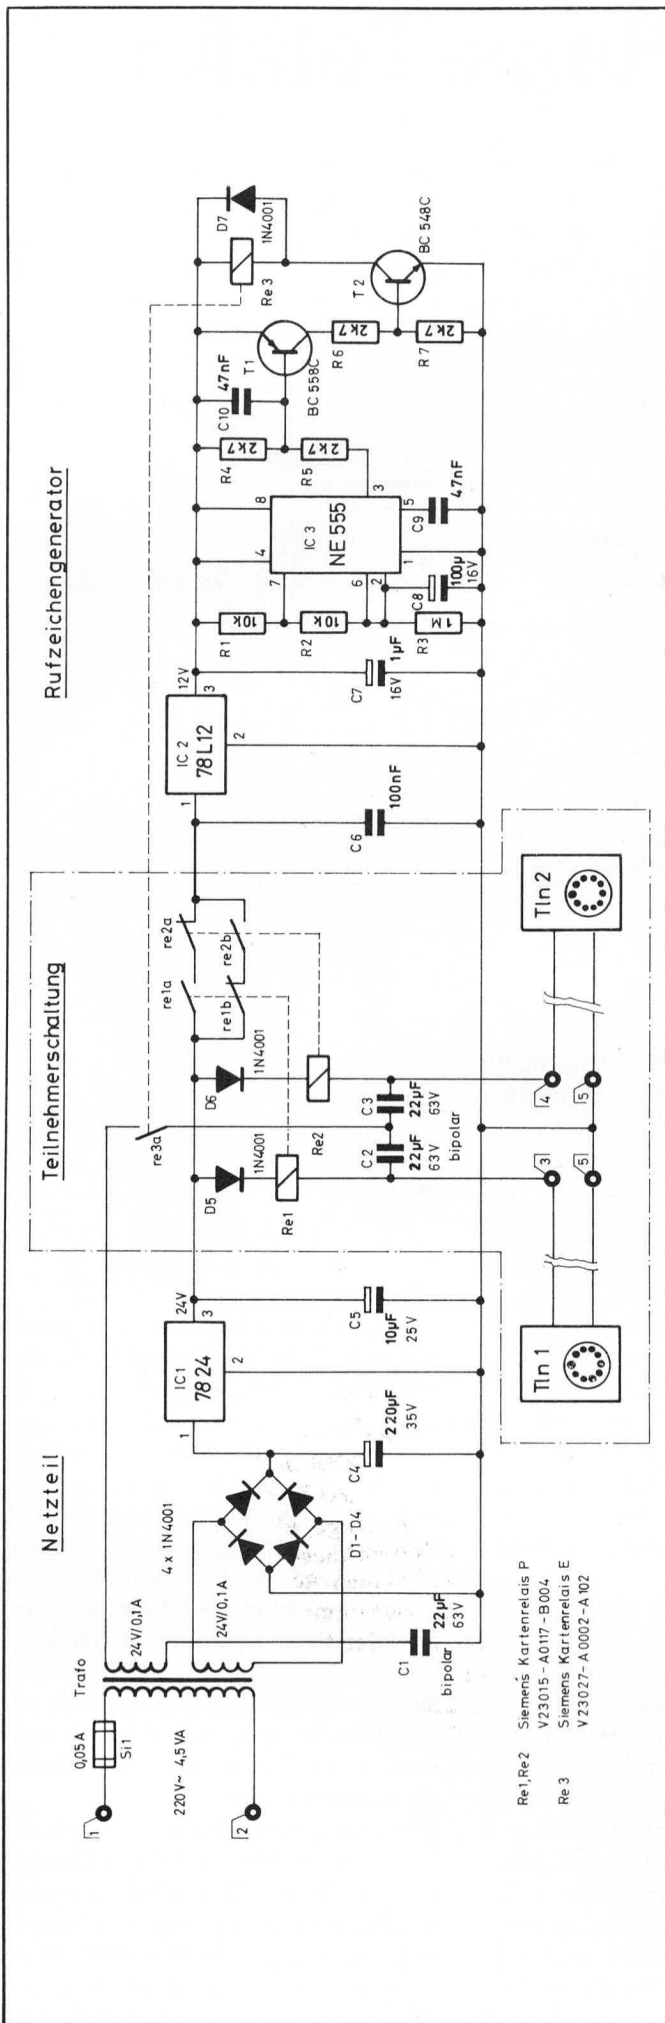 Netzteil
Teilnehmerschaltung
Rufzeichengenerator
1
0,05 A
Si1
220V~ 4,5 VA
2
Trafo
24V/0,1A
24V/0,1A
4 x 1N4001
D1-D4
C1
22µF
63V
bipolar
1
IC1
7824
24V
3
2
C4
220µF
35V
C5
10µF
25V
re3a
D5
1N4001
Re1
D6
1N4001
Re2
re1a
re1b
re2a
re2b
C2
22µF
63V
C3
22µF
63V
bipolar
Tln 1
3
5
4
5
Tln 2
1
IC 2
78L12
12V
3
2
C6
100nF
C7
1µF
16V
R1
10k
R2
10k
R3
1M
7
6
2
4
8
IC 3
NE 555
1
5
3
C8
100µ
16V
C9
47nF
R4
2k7
R5
2k7
C10
47nF
T1
BC 558C
R6
2k7
R7
2k7
Re3
D7
1N4001
T2
BC 548C
Re1,Re2 Siemens Kartenrelais P
V23015-A0117-B004
Re 3 Siemens Kartenrelais E
V23027-A0002-A102